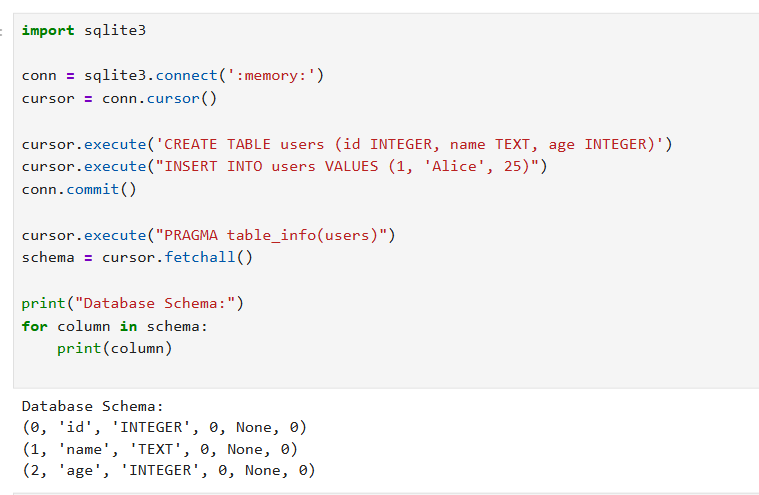 import sqlite3
conn = sqlite3.connect(':memory:')
cursor = conn.cursor()
cursor.execute('CREATE TABLE users (id INTEGER, name TEXT, age INTEGER)')
cursor.execute("INSERT INTO users VALUES (1, 'Alice', 25)")
conn.commit()
cursor.execute("PRAGMA table_info(users)")
schema = cursor.fetchall()
print("Database Schema:")
for column in schema:
    print(column)
Database Schema:
(0, 'id', 'INTEGER', 0, None, 0)
(1, 'name', 'TEXT', 0, None, 0)
(2, 'age', 'INTEGER', 0, None, 0)